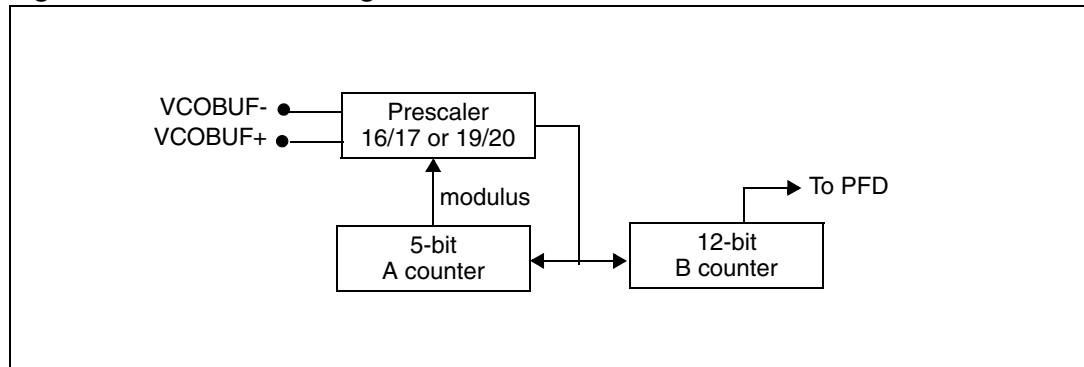 VCOBUF-
VCOBUF+
Prescaler
16/17 or 19/20
modulus
To PFD
5-bit
A counter
12-bit
B counter